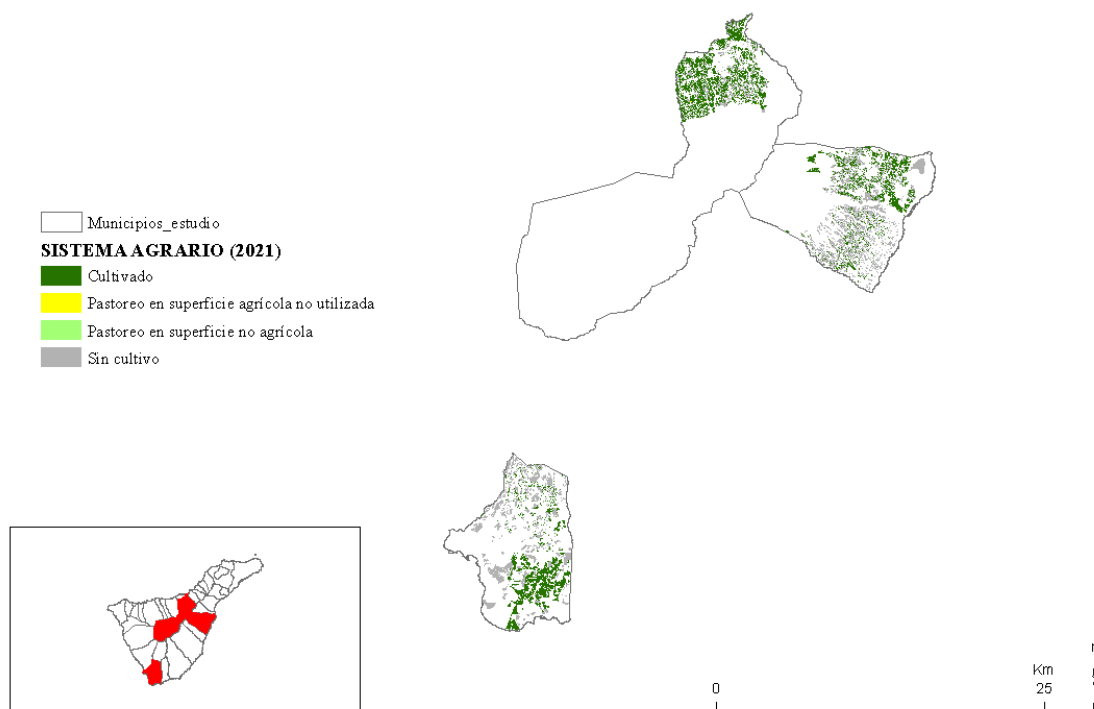 Municipios_estudio
SISTEMA AGRARIO (2021)
Cultivado
Pastoreo en superficie agrícola no utilizada
Pastoreo en superficie no agrícola
Sin cultivo
Km
0 25